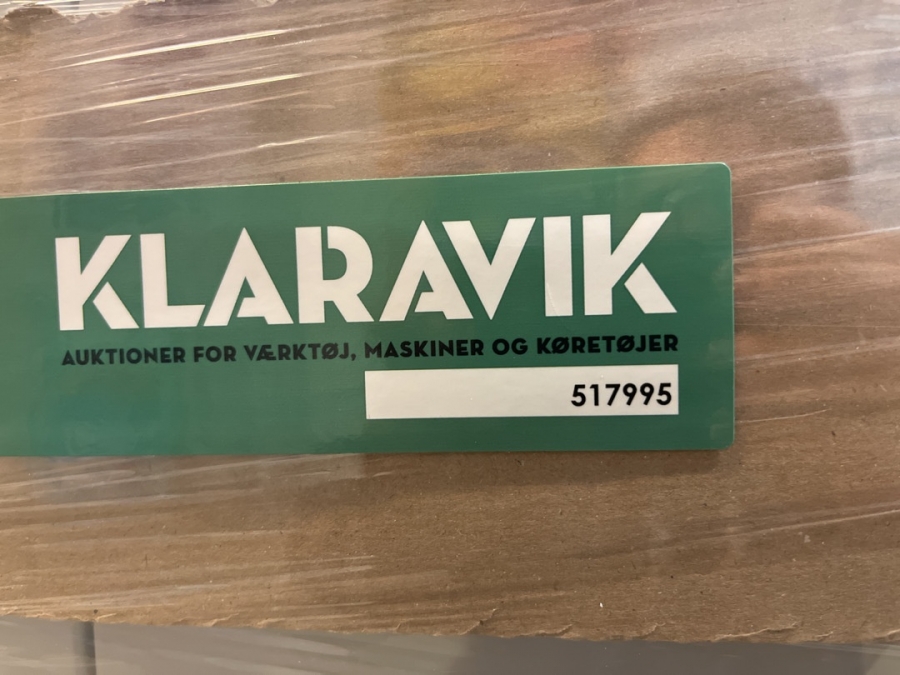 KLARAVIK
AUKTIONER FOR VÆRKTØJ, MASKINER OG KØRETØJER
517995